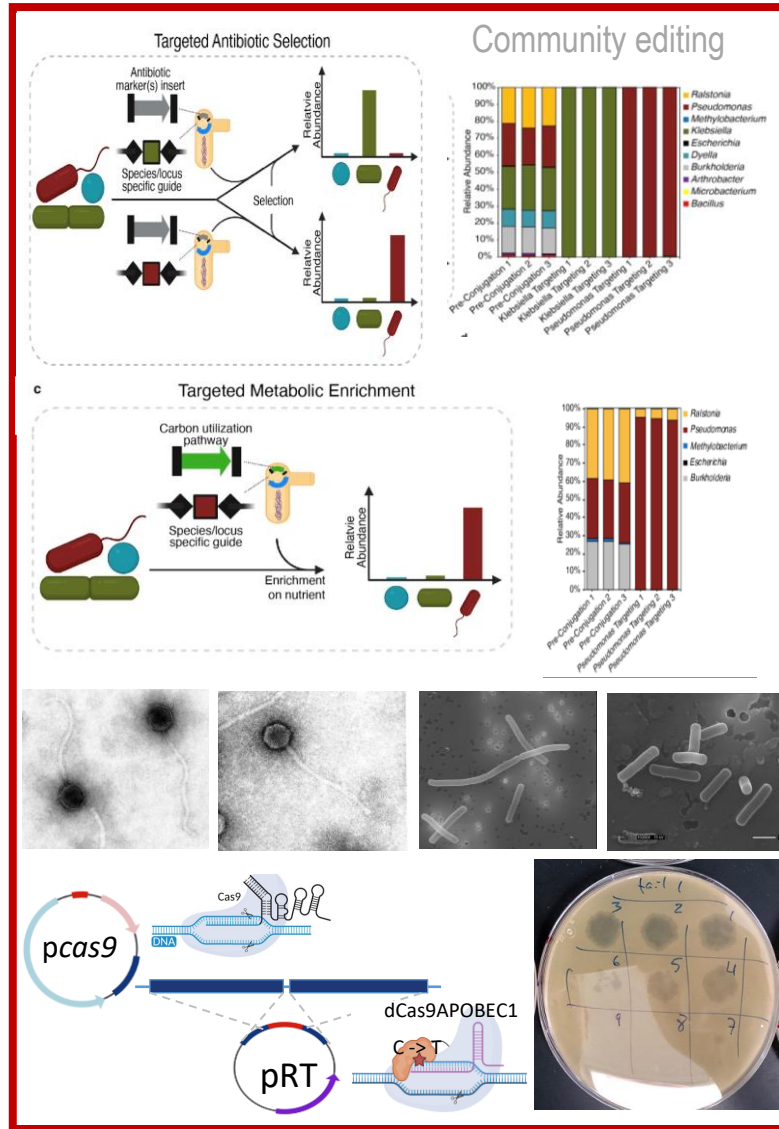 Targeted Antibiotic Selection
Community editing
Antibiotic
marker(s) insert
Species/locus
specific guide
Selection
Relatvie
Abundance
Relatvie
Abundance
Relative Abundance
100%
90%
80%
70%
60%
50%
40%
30%
20%
10%
0%
Pre-Conjugation 1
Pre-Conjugation 2
Pre-Conjugation 3
Klebsiella Targeting 1
Klebsiella Targeting 2
Klebsiella Targeting 3
Pseudomonas Targeting 1
Pseudomonas Targeting 2
Pseudomonas Targeting 3
Ralstonia
Pseudomonas
Methylobacterium
Klebsiella
Escherichia
Dyella
Burkholderia
Arthrobacter
Microbacterium
Bacillus
c
Targeted Metabolic Enrichment
Carbon utilization
pathway
Species/locus
specific guide
Enrichment
on nutrient
Relatvie
Abundance
Relative Abundance
100%
90%
80%
70%
60%
50%
40%
30%
20%
10%
0%
Pre-Conjugation 1
Pre-Conjugation 2
Pre-Conjugation 3
Pseudomonas Targeting 1
Pseudomonas Targeting 2
Pseudomonas Targeting 3
Ralstonia
Pseudomonas
Methylobacterium
Escherichia
Burkholderia
pcas9
Cas9
DNA
pRT
dCas9APOBEC1
C -> T
1
3 2 1
6 5 4
9 8 7